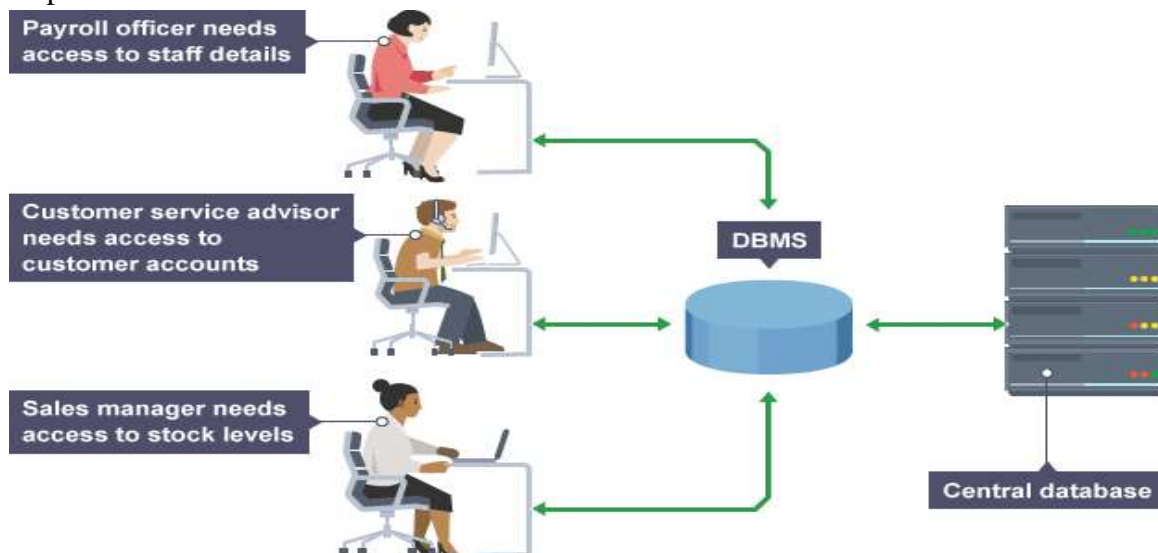 Payroll officer needs
access to staff details
Customer service advisor
needs access to
customer accounts
DBMS
Sales manager needs
access to stock levels
Central database